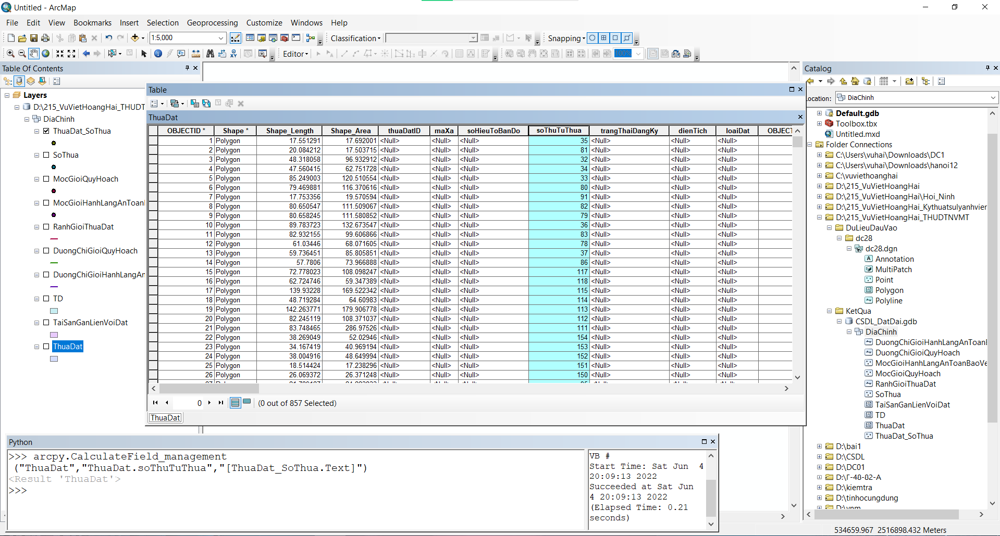 Untitled - ArcMap
File Edit View Bookmarks Insert Selection Geoprocessing Customize Windows Help
1:5,000 Classification Snapping
Editor 100%
Table Of Contents
Layers
D:\215_VuVietHoangHai_THUDT
DiaChinh
ThuaDat_SoThua
SoThua
MocGioiQuyHoach
MocGioiHanhLangAnToan
RanhGioiThuaDat
DuongChiGioiQuyHoach
DuongChiGioiHanhLangAr
TD
TaiSanGanLienVoiDat
ThuaDat
Table
ThuaDat
OBJECTID * Shape * Shape_Length Shape_Area thuaDatID maXa soHieuToBanDo soThuTuThua trangThaiDangKy dienTich loaiDat OBJECT
1 Polygon 17.551291 17.692001 <Null> <Null> <Null> 35 <Null> <Null> <Null>
2 Polygon 20.084212 17.503715 <Null> <Null> <Null> 81 <Null> <Null> <Null>
3 Polygon 48.318058 96.932912 <Null> <Null> <Null> 32 <Null> <Null> <Null>
4 Polygon 47.560415 62.751728 <Null> <Null> <Null> 34 <Null> <Null> <Null>
5 Polygon 85.249003 120.510554 <Null> <Null> <Null> 33 <Null> <Null> <Null>
6 Polygon 79.469881 116.370616 <Null> <Null> <Null> 80 <Null> <Null> <Null>
7 Polygon 17.753356 19.570594 <Null> <Null> <Null> 91 <Null> <Null> <Null>
8 Polygon 80.650547 111.509067 <Null> <Null> <Null> 82 <Null> <Null> <Null>
9 Polygon 80.658245 111.580852 <Null> <Null> <Null> 79 <Null> <Null> <Null>
10 Polygon 89.783723 132.673547 <Null> <Null> <Null> 36 <Null> <Null> <Null>
11 Polygon 82.932155 99.606866 <Null> <Null> <Null> 83 <Null> <Null> <Null>
12 Polygon 61.03446 68.071605 <Null> <Null> <Null> 78 <Null> <Null> <Null>
13 Polygon 59.736451 85.805851 <Null> <Null> <Null> 37 <Null> <Null> <Null>
14 Polygon 57.7806 73.966888 <Null> <Null> <Null> 86 <Null> <Null> <Null>
15 Polygon 72.778023 108.098247 <Null> <Null> <Null> 117 <Null> <Null> <Null>
16 Polygon 62.724746 59.347389 <Null> <Null> <Null> 118 <Null> <Null> <Null>
17 Polygon 139.93228 169.522342 <Null> <Null> <Null> 115 <Null> <Null> <Null>
18 Polygon 48.719284 64.60983 <Null> <Null> <Null> 114 <Null> <Null> <Null>
19 Polygon 142.263771 179.906778 <Null> <Null> <Null> 113 <Null> <Null> <Null>
20 Polygon 82.245119 108.371037 <Null> <Null> <Null> 112 <Null> <Null> <Null>
21 Polygon 83.748465 286.97526 <Null> <Null> <Null> 111 <Null> <Null> <Null>
22 Polygon 38.269049 52.02946 <Null> <Null> <Null> 154 <Null> <Null> <Null>
23 Polygon 34.167419 40.969194 <Null> <Null> <Null> 153 <Null> <Null> <Null>
24 Polygon 38.004916 48.649994 <Null> <Null> <Null> 152 <Null> <Null> <Null>
25 Polygon 18.514424 17.238296 <Null> <Null> <Null> 151 <Null> <Null> <Null>
26 Polygon 26.069372 26.371248 <Null> <Null> <Null> 150 <Null> <Null> <Null>
0 (0 out of 857 Selected)
ThuaDat
Python
>>> arcpy.CalculateField_management
("ThuaDat","ThuaDat.soThuTuThua","[ThuaDat_SoThua.Text]")
<Result 'ThuaDat'>
>>>
VB #
Start Time: Sat Jun 4
20:09:13 2022
Succeeded at Sat Jun
4 20:09:13 2022
(Elapsed Time: 0.21
seconds)
Catalog
ocation: DiaChinh
Default.gdb
Toolbox.tbx
Untitled.mxd
Folder Connections
C:\Users\vuhai\Downloads\DC1
C:\Users\vuhai\Downloads\hanoi12
C:\vuviethoanghai
D:\215_VuVietHoangHai
D:\215_VuVietHoangHai\Hoi_Ninh
D:\215_VuVietHoangHai_Kythuatsulyanhvier
D:\215_VuVietHoangHai_THUDTNVMT
DuLieuDauVao
dc28
dc28.dgn
Annotation
MultiPatch
Point
Polygon
Polyline
KetQua
CSDL_DatDai.gdb
DiaChinh
DuongChiGioiHanhLangAnToanl
DuongChiGioiQuyHoach
MocGioiHanhLangAnToanBaoVe
MocGioiQuyHoach
RanhGioiThuaDat
SoThua
TaiSanGanLienVoiDat
TD
ThuaDat
ThuaDat_SoThua
D:\bai1
D:\CSDL
D:\DC01
D:\Г-48-82-A
D:\kiemtra
D:\tinhocungdung
D:\vnm
534659.967 2516898.432 Meters